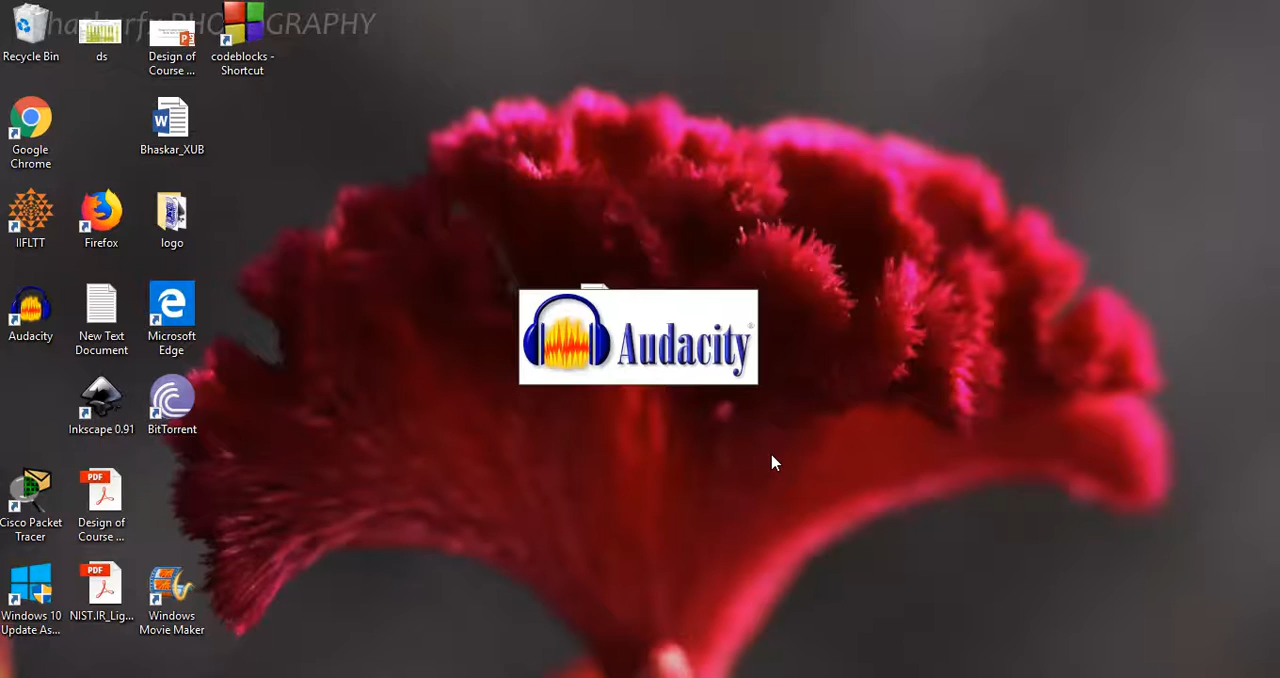 haskarfx PHOTOGRAPHY
Recycle Bin
ds
Design of
Course ...
codeblocks -
Shortcut
Google
Chrome
W
Bhaskar_XUB
IIFLTT
Firefox
logo
Audacity
New Text
Document
Microsoft
Edge
Audacity®
Inkscape 0.91
BitTorrent
Cisco Packet
Tracer
PDF
Design of
Course ...
Windows 10
Update As...
PDF
NIST.IR_Lig...
Windows
Movie Maker